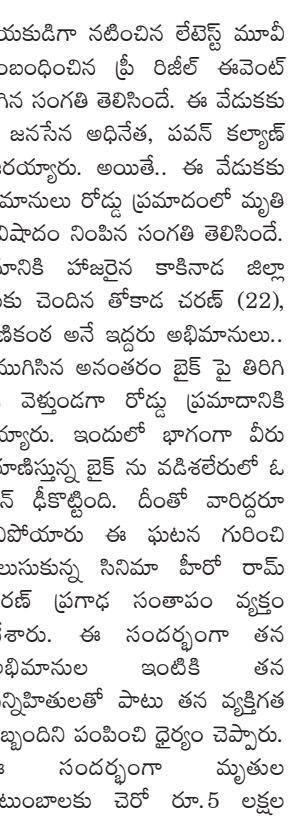 యకుడిగా నటించిన లేటెస్ట్ మూవీ
ంబంధించిన ప్రీ రిజీల్ ఈవెంట్
గిన సంగతి తెలిసిందే. ఈ వేడుకకు
జనసేన అధినేత, పవన్ కల్యాణ్
రయ్యారు. అయితే.. ఈ వేడుకకు
మానులు రోడ్డు ప్రమాదంలో మృతి
విషాదం నింపిన సంగతి తెలిసిందే.
మానికి హాజరైన కాకినాడ జిల్లా
కు చెందిన తోకాడ చరణ్ (22),
ణికంఠ అనే ఇద్దరు అభిమానులు..
ముగిసిన అనంతరం బైక్ పై తిరిగి
వెళ్తుండగా రోడ్డు ప్రమాదానికి
య్యారు. ఇందులో భాగంగా వీరు
యాణిస్తున్న బైక్ ను వడిశలేరులో ఓ
న్ ఢీకొట్టింది. దీంతో వారిద్దరూ
నిపోయారు ఈ ఘటన గురించి
లుసుకున్న సినిమా హీరో రామ్
రణ్ ప్రగాఢ సంతాపం వ్యక్తం
ేశారు. ఈ సందర్భంగా తన
భిమానుల ఇంటికి తన
న్నిహితులతో పాటు తన వ్యక్తిగత
బ్బందిని పంపించి ధైర్యం చెప్పారు.
ఈ సందర్భంగా మృతుల
టుంబాలకు చెరో రూ.5 లక్షల